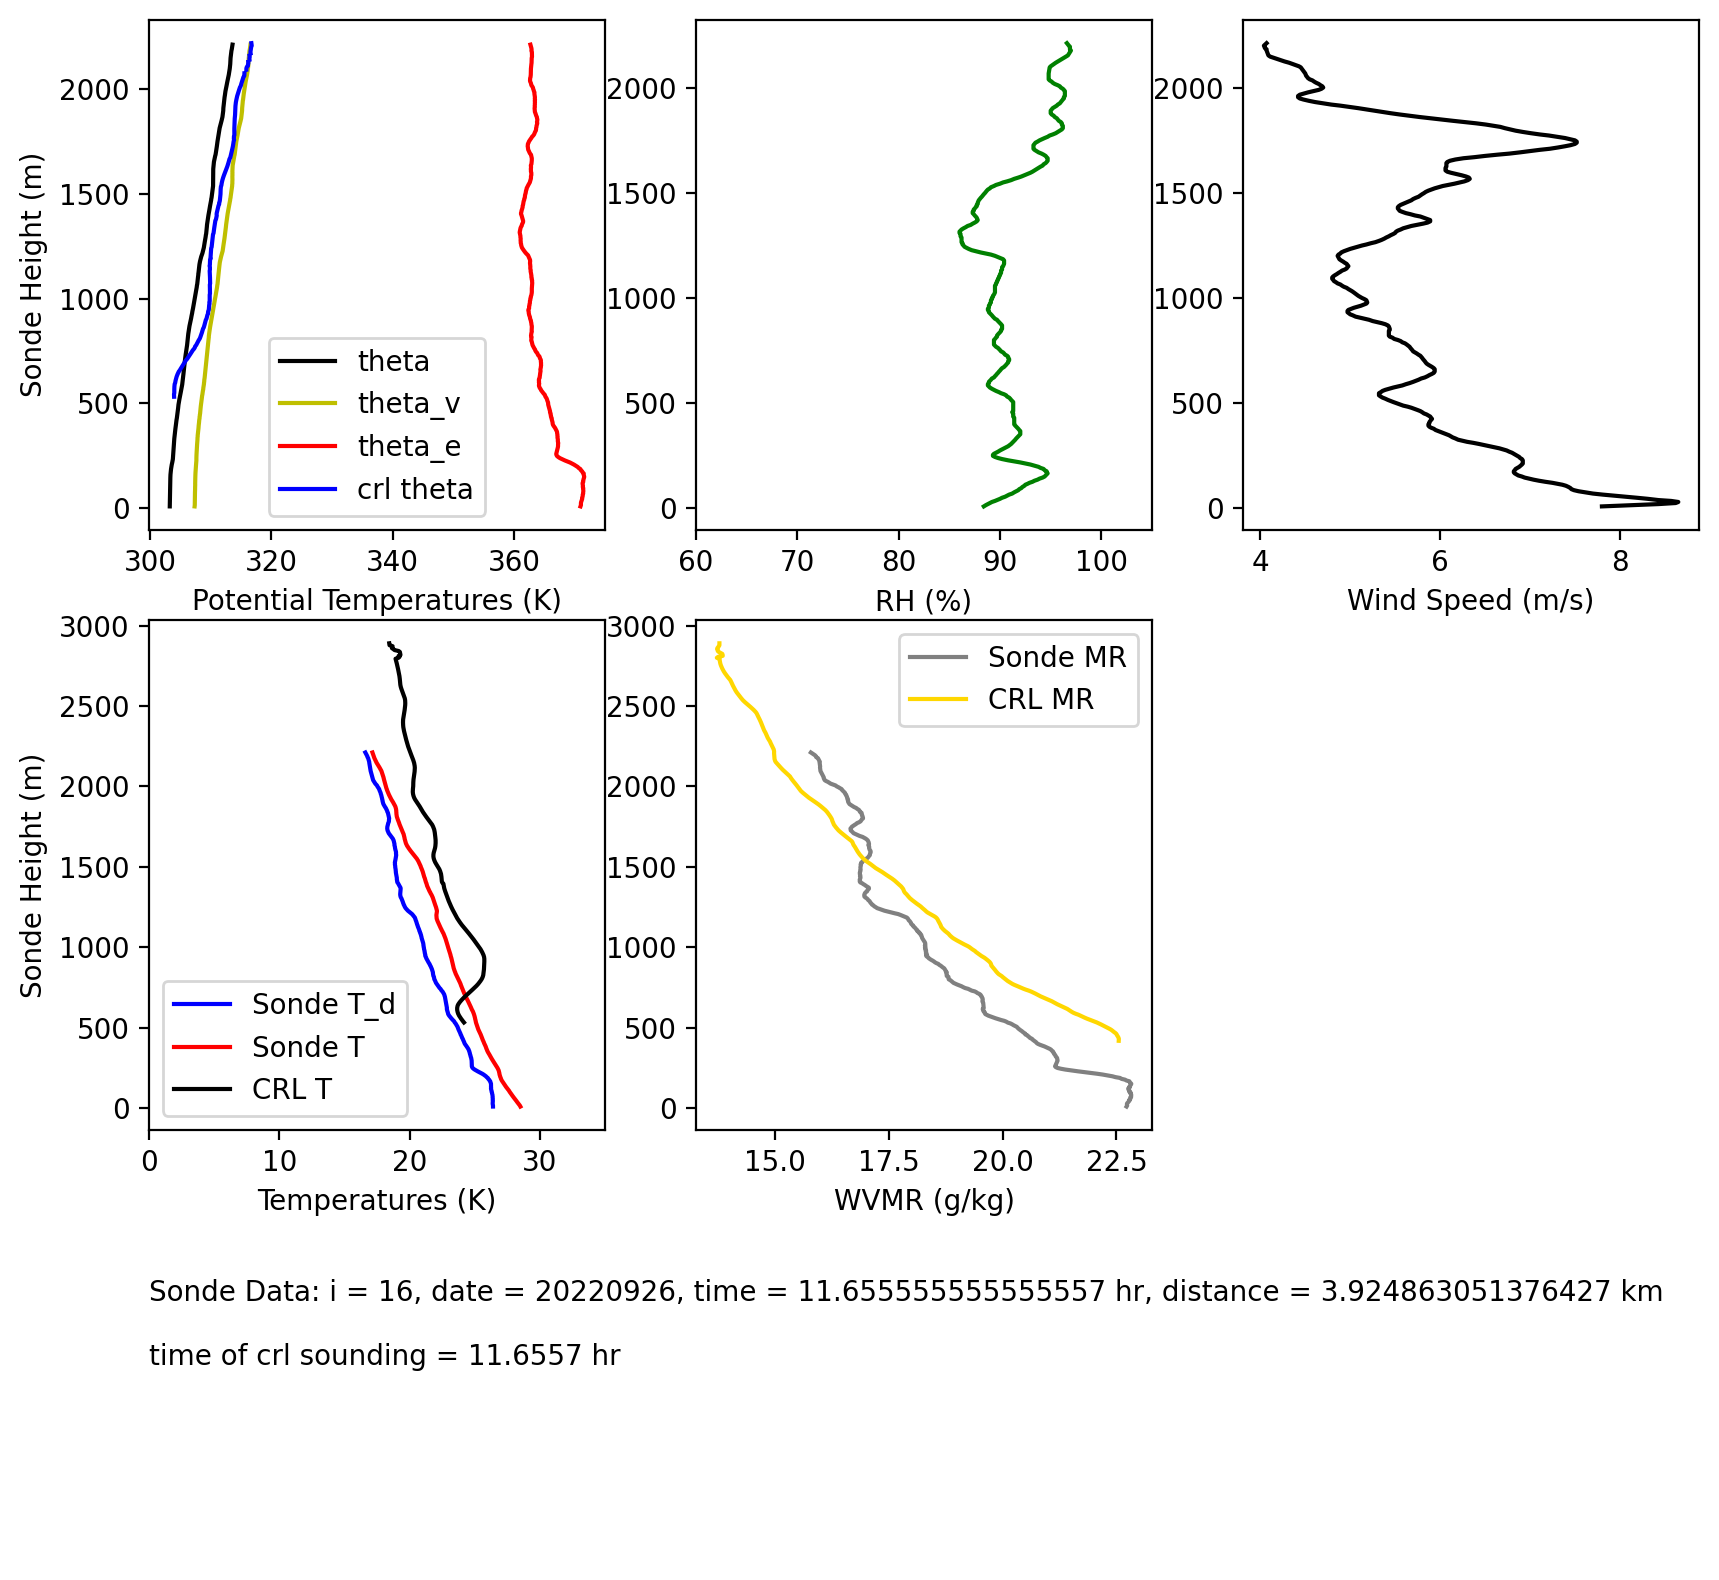 Sonde Height (m)
2000
1500
1000
500
0
300
320
340
360
Potential Temperatures (K)
theta
theta_v
theta_e
crl theta
2000
1500
1000
500
0
60
70
80
90
100
RH (%)
2000
1500
1000
500
0
4
6
8
Wind Speed (m/s)
Sonde Height (m)
3000
2500
2000
1500
1000
500
0
0
10
20
30
Temperatures (K)
Sonde T_d
Sonde T
CRL T
3000
2500
2000
1500
1000
500
0
15.0
17.5
20.0
22.5
WVMR (g/kg)
Sonde MR
CRL MR
Sonde Data: i = 16, date = 20220926, time = 11.655555555555557 hr, distance = 3.924863051376427 km
time of crl sounding = 11.6557 hr